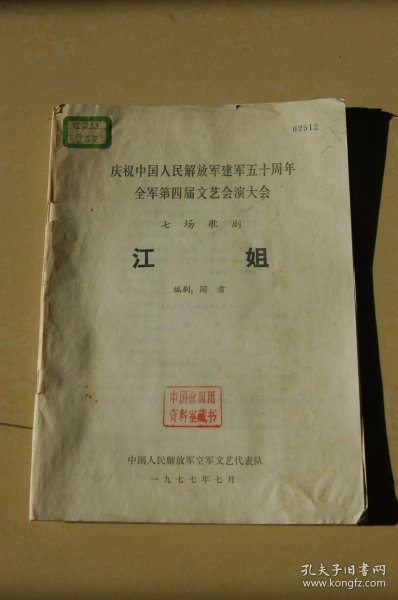 J233
02512
庆祝中国人民解放军建军五十周年
全军第四届文艺会演大会
七场歌剧
江姐
编剧：阎肃
中国歌剧团
资料室藏书
中国人民解放军空军文艺代表队
一九七七年七月
孔夫子旧书网
www.kongfz.com